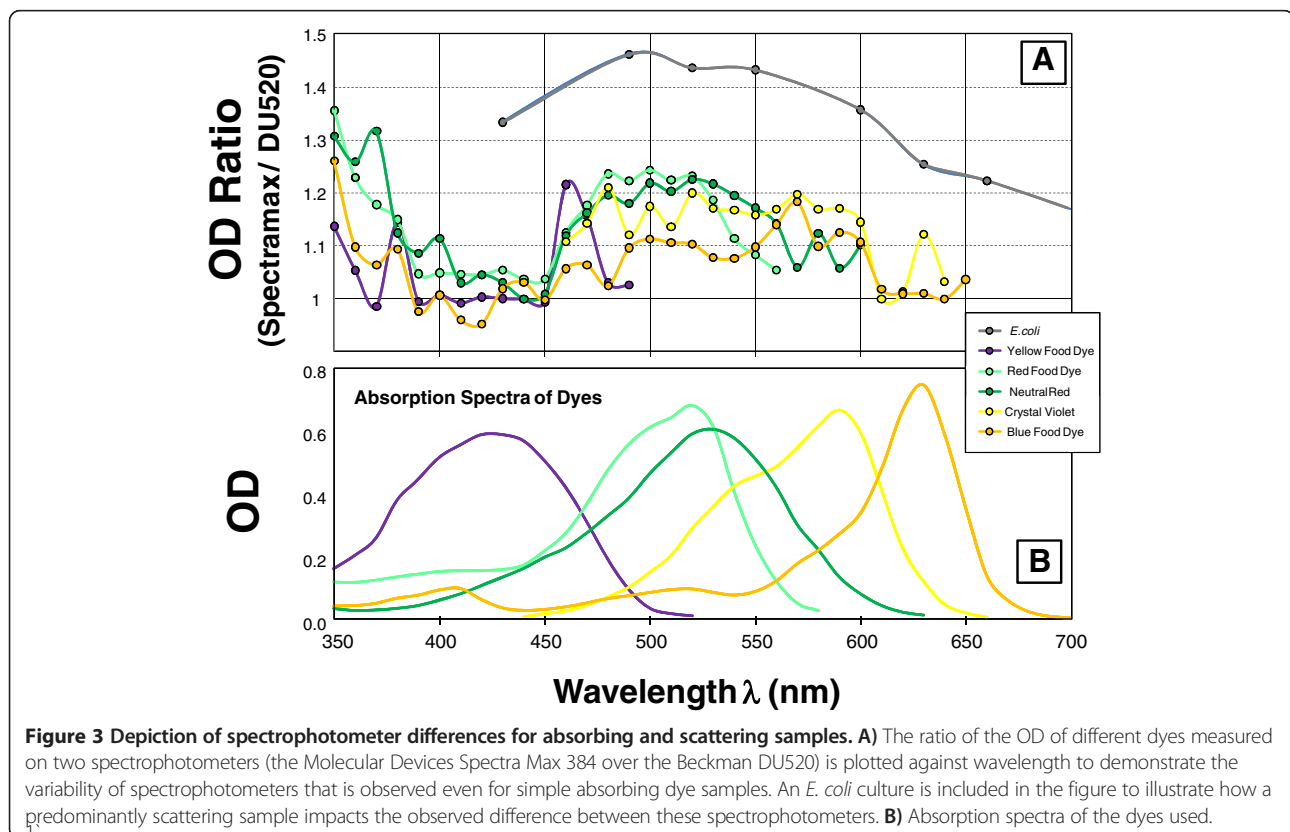 1.5
1.4
1.3
1.2
1.1
1
OD Ratio
(Spectramax/ DU520)
A
E.coli
Yellow Food Dye
Red Food Dye
Neutral Red
Crystal Violet
Blue Food Dye
0.8
0.6
0.4
0.2
0.0
OD
Absorption Spectra of Dyes
B
350 400 450 500 550 600 650 700
Wavelength λ (nm)
Figure 3 Depiction of spectrophotometer differences for absorbing and scattering samples. A) The ratio of the OD of different dyes measured
on two spectrophotometers (the Molecular Devices Spectra Max 384 over the Beckman DU520) is plotted against wavelength to demonstrate the
variability of spectrophotometers that is observed even for simple absorbing dye samples. An E. coli culture is included in the figure to illustrate how a
predominantly scattering sample impacts the observed difference between these spectrophotometers. B) Absorption spectra of the dyes used.